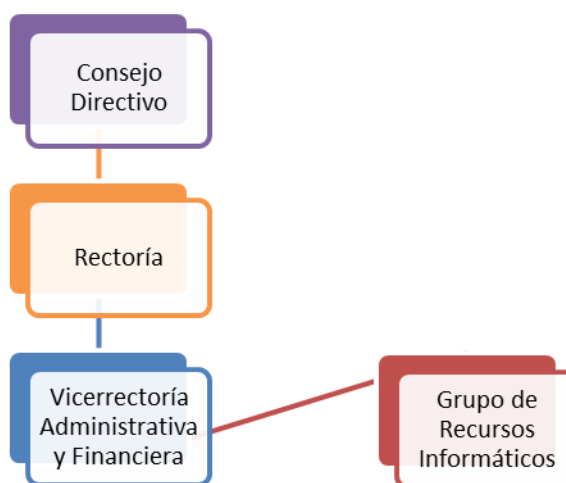 Consejo
Directivo
Rectoría
Vicerrectoría
Administrativa
y Financiera
Grupo de
Recursos
Informáticos